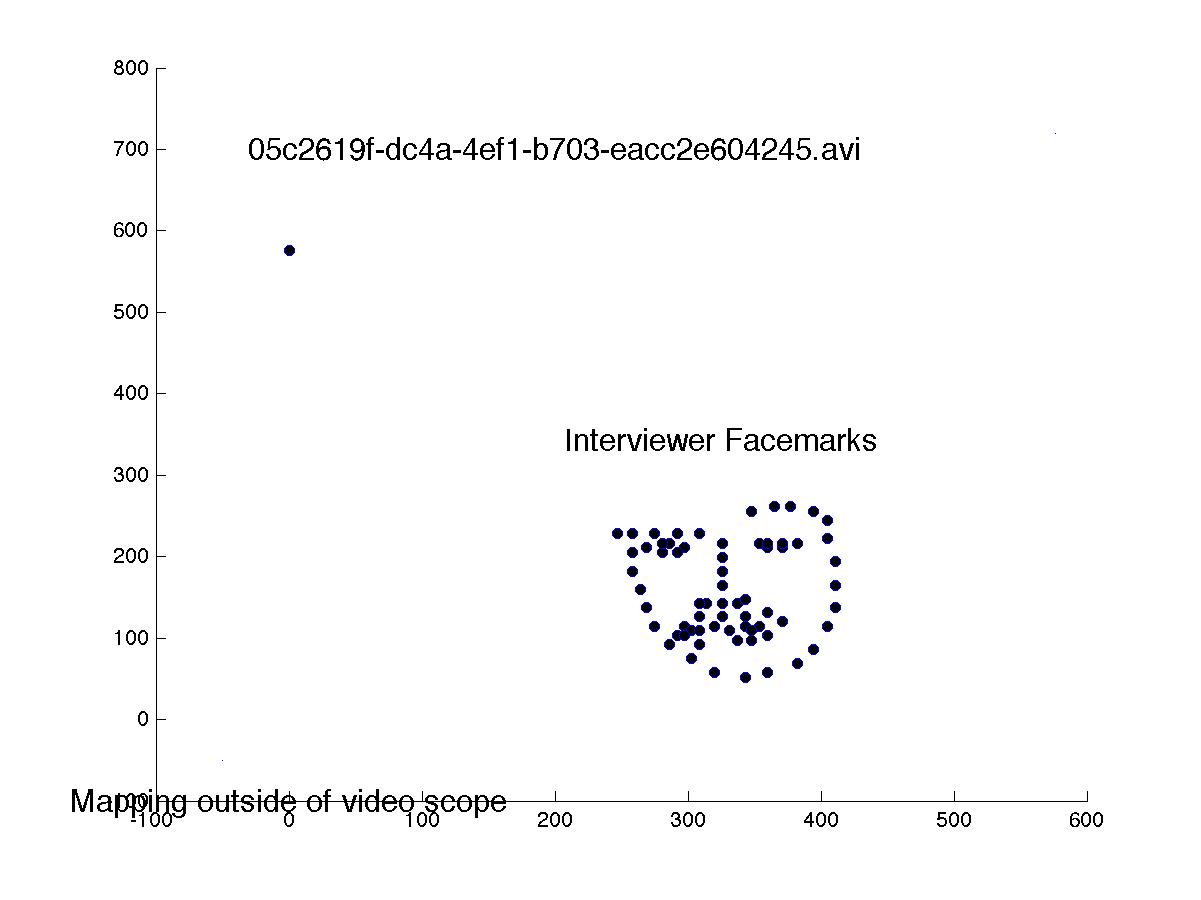 800
05c2619f-dc4a-4ef1-b703-eacc2e604245.avi
700
600
500
400
Interviewer Facemarks
300
200
100
0
-100
Mapping outside of video scope
-100 0 100 200 300 400 500 600